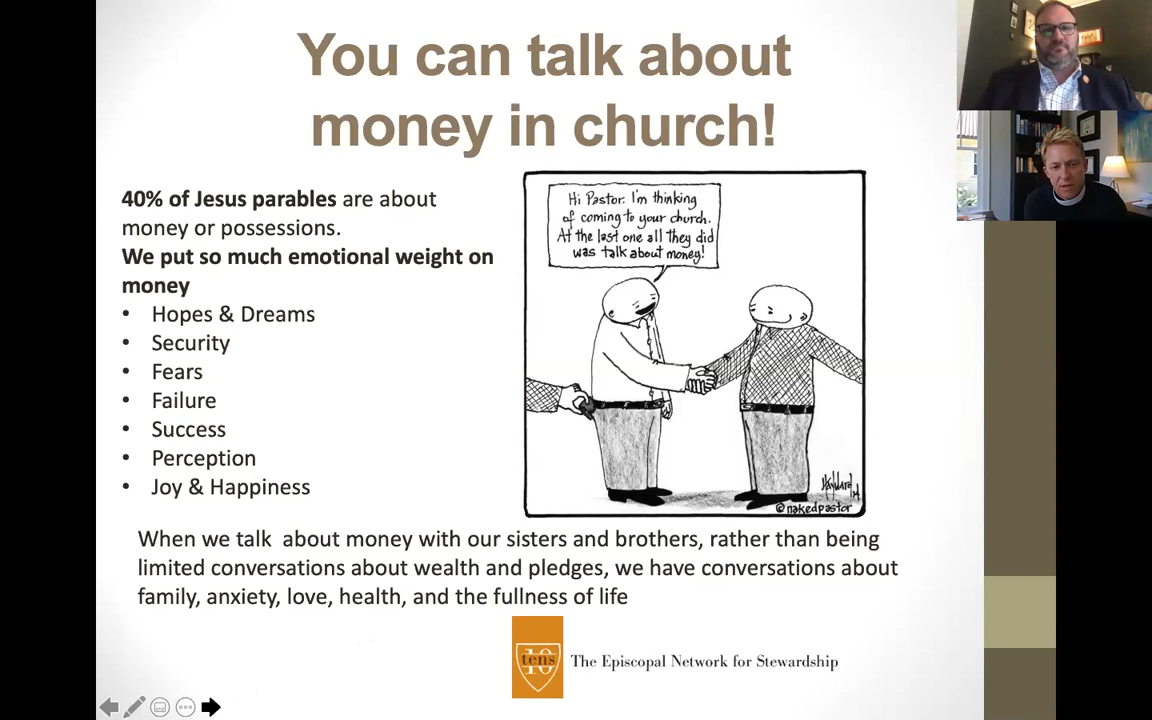 You can talk about
money in church!
40% of Jesus parables are about
money or possessions.
We put so much emotional weight on
money
• Hopes & Dreams
• Security
• Fears
• Failure
• Success
• Perception
• Joy & Happiness
Hi Pastor. I'm thinking
of coming to your church.
At the last one all they did
was talk about money!
Hayward
©nakedpastor
When we talk  about money with our sisters and brothers, rather than being
limited conversations about wealth and pledges, we have conversations about
family, anxiety, love, health, and the fullness of life
tens
10
The Episcopal Network for Stewardship